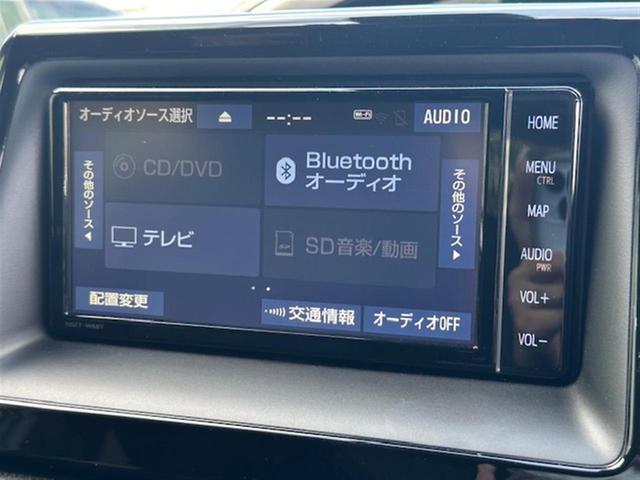 オーディオソース選択
--:--
Wi-Fi
AUDIO
HOME
その他のソース
CD/DVD
Bluetooth
オーディオ
その他のソース
MENU
CTRL
テレビ
SD音楽/動画
MAP
AUDIO
PWR
配置変更
交通情報
オーディオOFF
VOL+
VOL-